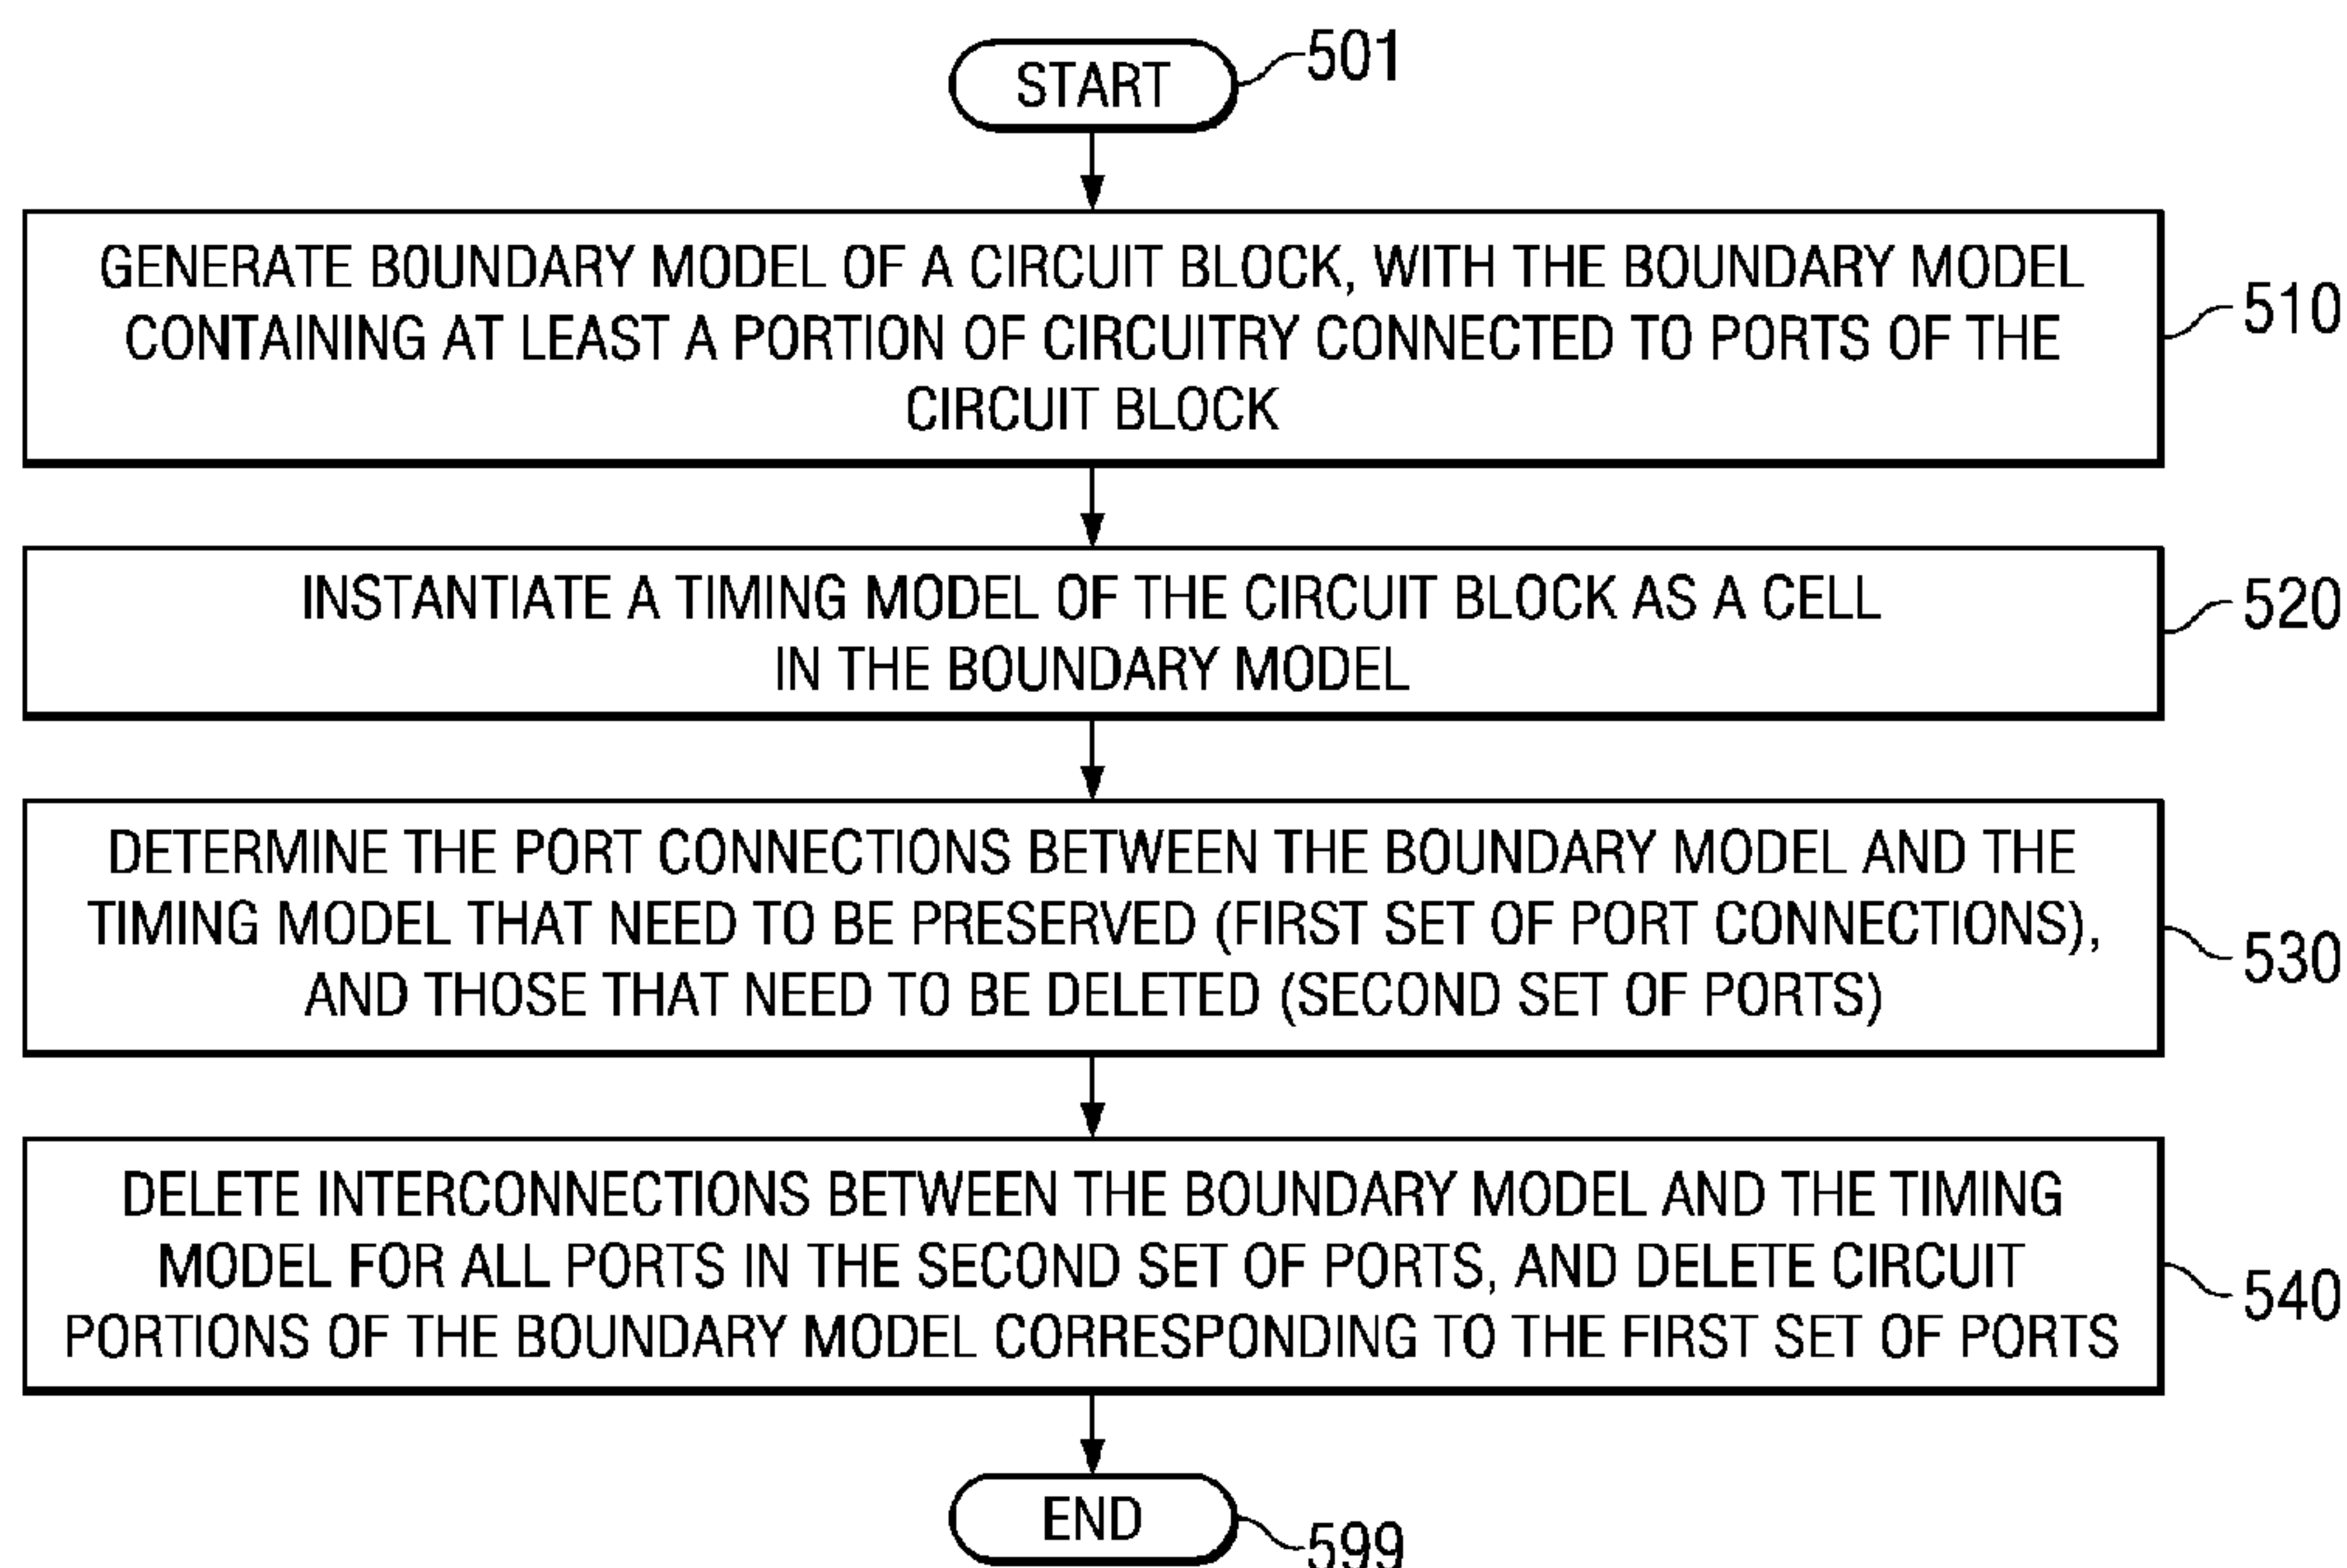 START
501
GENERATE BOUNDARY MODEL OF A CIRCUIT BLOCK, WITH THE BOUNDARY MODEL
CONTAINING AT LEAST A PORTION OF CIRCUITRY CONNECTED TO PORTS OF THE
CIRCUIT BLOCK
510
INSTANTIATE A TIMING MODEL OF THE CIRCUIT BLOCK AS A CELL
IN THE BOUNDARY MODEL
520
DETERMINE THE PORT CONNECTIONS BETWEEN THE BOUNDARY MODEL AND THE
TIMING MODEL THAT NEED TO BE PRESERVED (FIRST SET OF PORT CONNECTIONS),
AND THOSE THAT NEED TO BE DELETED (SECOND SET OF PORTS)
530
DELETE INTERCONNECTIONS BETWEEN THE BOUNDARY MODEL AND THE TIMING
MODEL FOR ALL PORTS IN THE SECOND SET OF PORTS, AND DELETE CIRCUIT
PORTIONS OF THE BOUNDARY MODEL CORRESPONDING TO THE FIRST SET OF PORTS
540
END
599